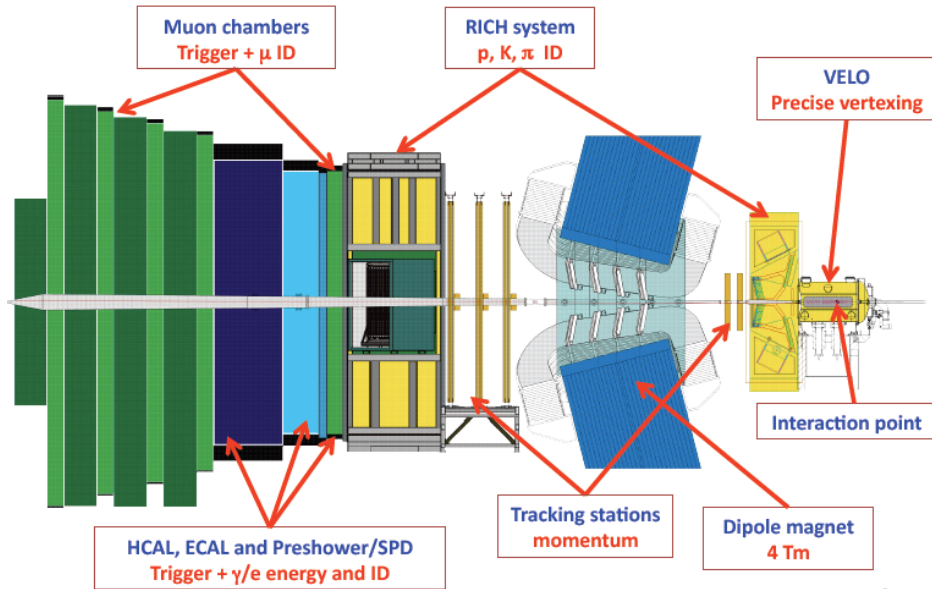 Muon chambers
Trigger + μ ID
RICH system
p, K, π ID
VELO
Precise vertexing
Interaction point
Tracking stations
momentum
Dipole magnet
4 Tm
HCAL, ECAL and Preshower/SPD
Trigger + γ/e energy and ID